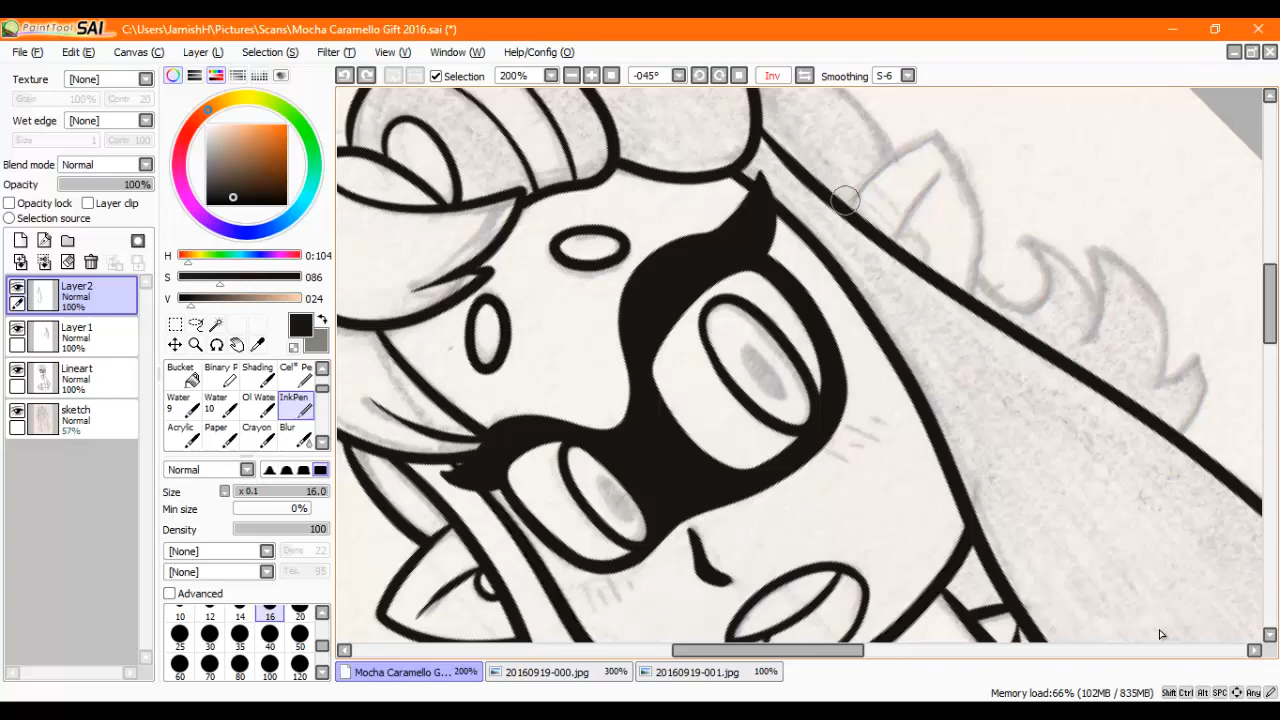 PaintTool SAI C:\Users\JamishH\Pictures\Scans\Mocha Caramello Gift 2016.sai (*)
File (F) Edit (E) Canvas (C) Layer (L) Selection (S) Filter (T) View (V) Window (W) Help/Config (O)
Texture [None]
Grain 100% Contr 20
Wet edge [None]
Size 1 Contr 100
Blend mode Normal
Opacity 100%
Opacity lock Layer clip
Selection source
Layer2
Normal
100%
Layer1
Normal
100%
Lineart
Normal
100%
sketch
Normal
57%
Selection 200% -045° Inv Smoothing S-6
H 0:104
S 086
V 024
Bucket Binary P Shading Cel® Pe
Water 9 Water 10 Ol Wate InkPen
Acrylic Paper Crayon Blur
Normal
Size x 0.1 16.0
Min size 0%
Density 100
[None] Dens 22
[None] 95
Advanced
10 12 14 16 20
25 30 35 40 50
60 70 80 100 120
Mocha Caramello G... 200% 20160919-000.jpg 300% 20160919-001.jpg 100%
Memory load:66% (102MB / 835MB) Shift Ctrl Alt SPC Any